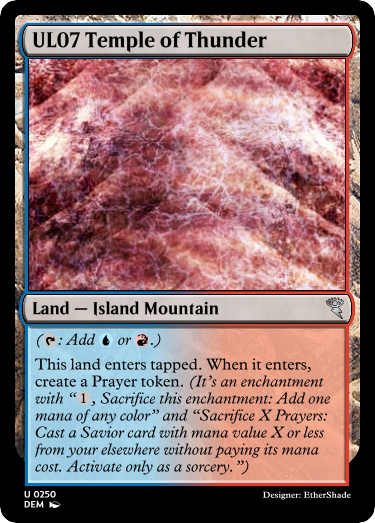 UL07 Temple of Thunder
Land — Island Mountain
(: Add or .)
This land enters tapped. When it enters,
create a Prayer token. (It's an enchantment
with “1, Sacrifice this enchantment: Add one
mana of any color” and “Sacrifice X Prayers:
Cast a Savior card with mana value X or less
from your elsewhere without paying its mana
cost. Activate only as a sorcery.”)
U 0250
DEM
Designer: EtherShade